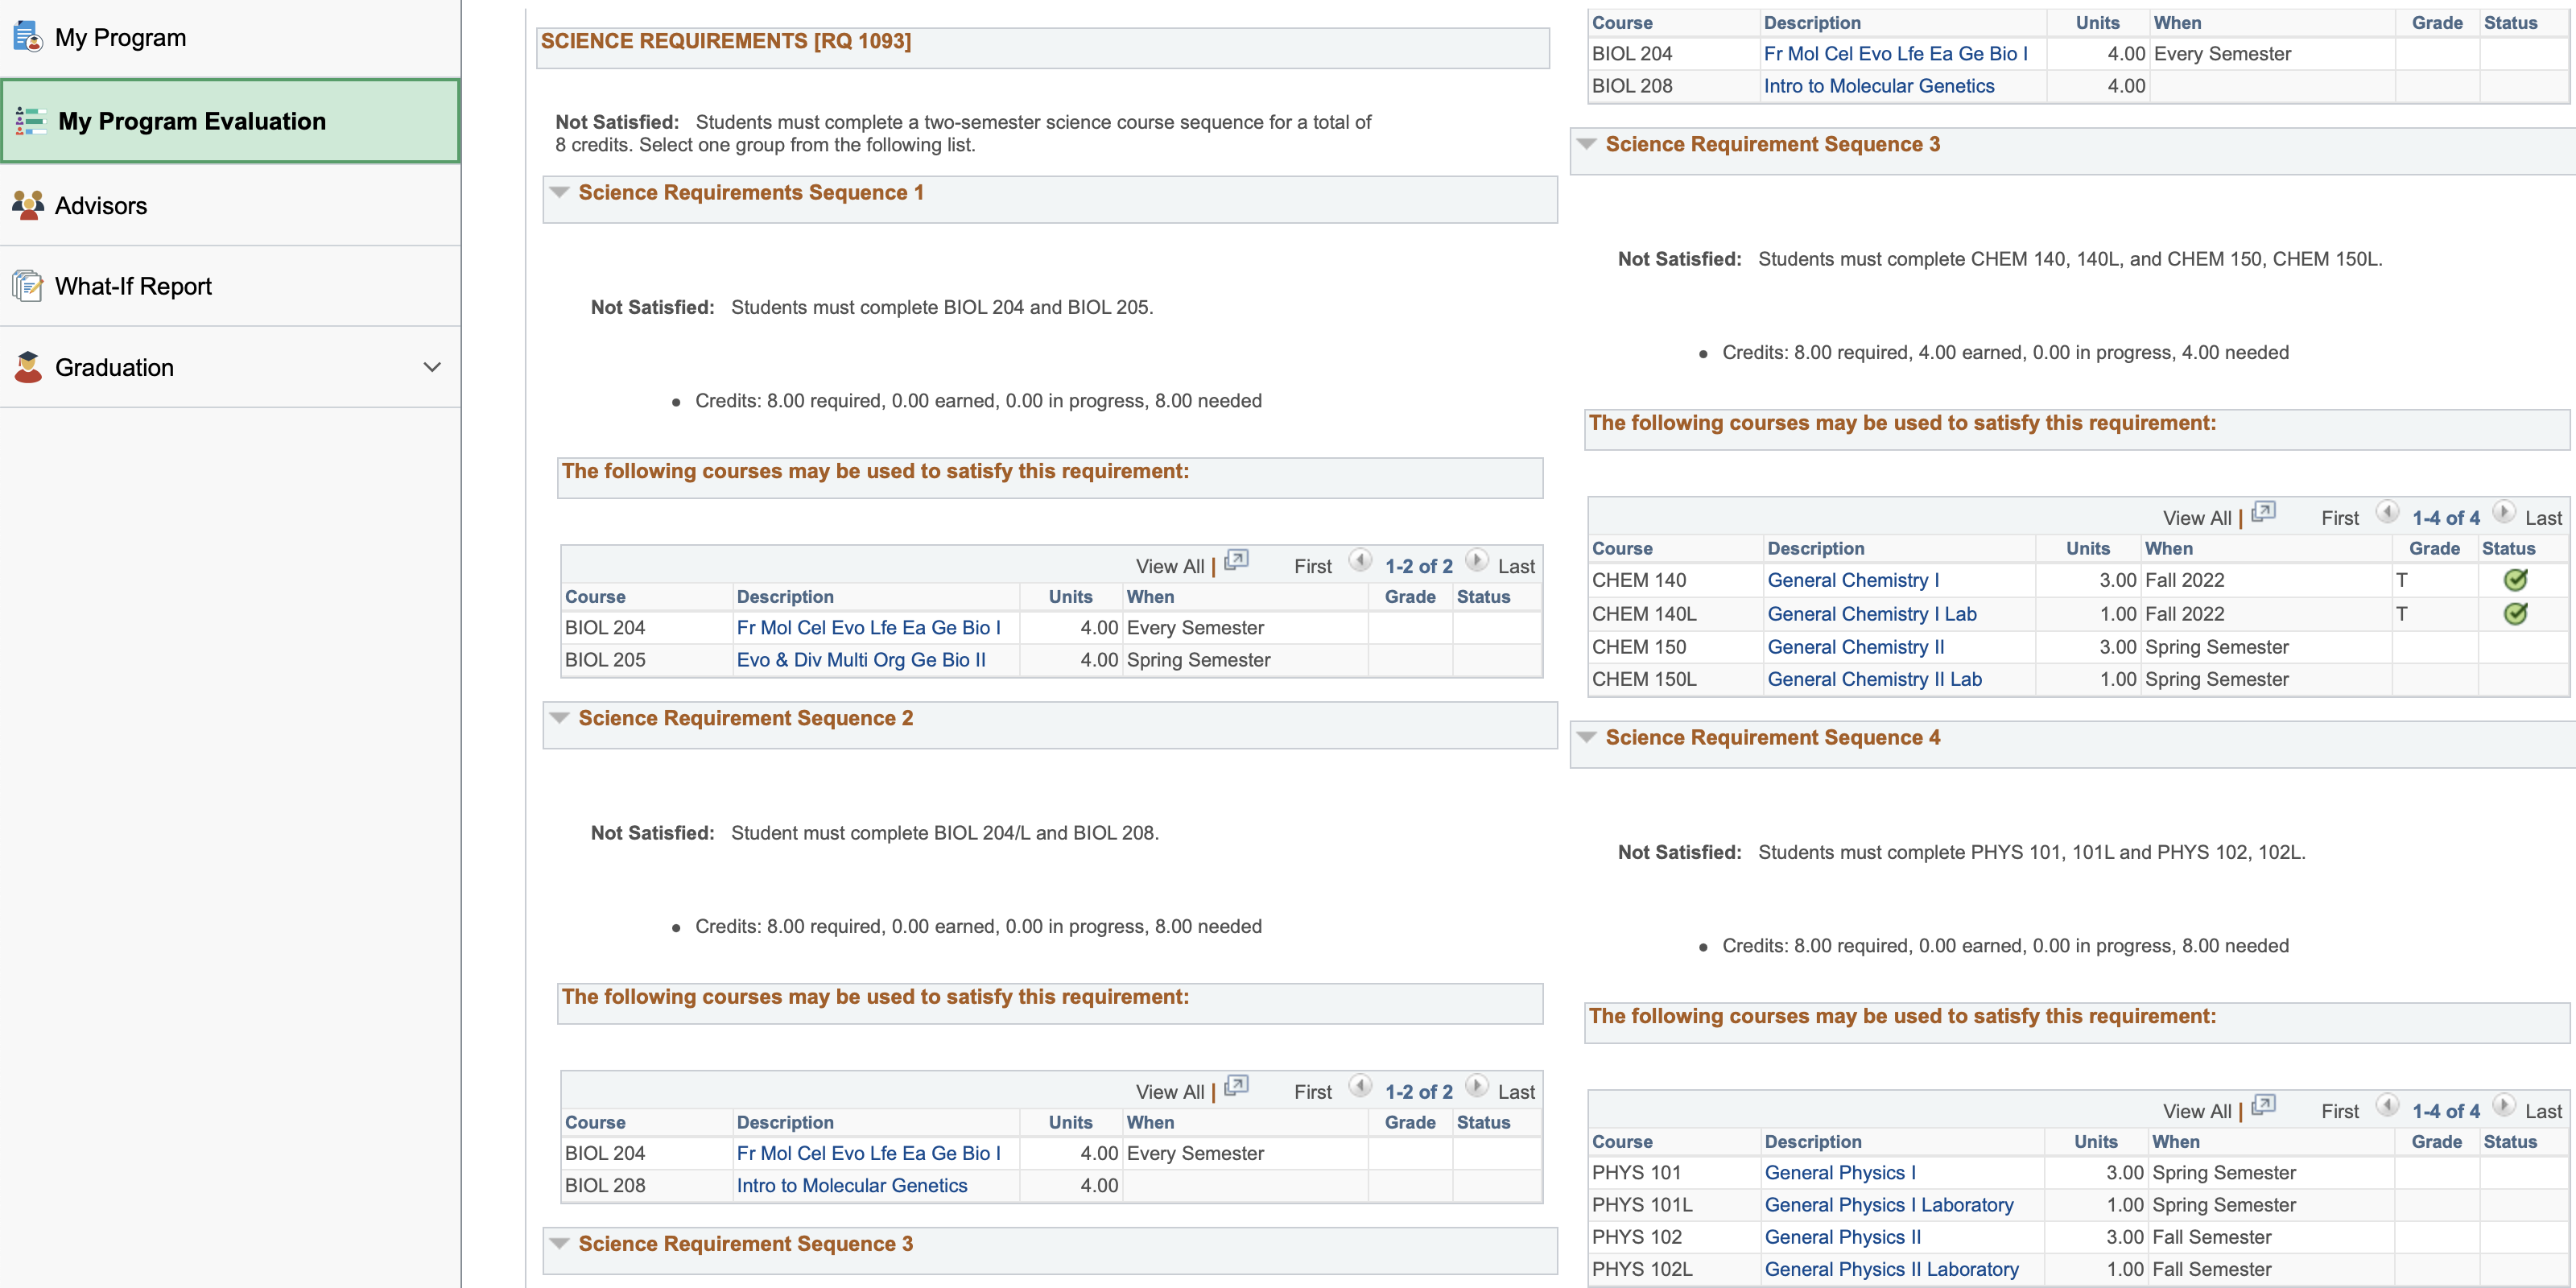 My Program
My Program Evaluation
Advisors
What-If Report
Graduation
SCIENCE REQUIREMENTS [RQ 1093]
Not Satisfied: Students must complete a two-semester science course sequence for a total of
8 credits. Select one group from the following list.
Science Requirements Sequence 1
Not Satisfied: Students must complete BIOL 204 and BIOL 205.
Credits: 8.00 required, 0.00 earned, 0.00 in progress, 8.00 needed
The following courses may be used to satisfy this requirement:
View All | First 1-2 of 2 Last
Course Description Units When Grade Status
BIOL 204 Fr Mol Cel Evo Lfe Ea Ge Bio I 4.00 Every Semester
BIOL 205 Evo & Div Multi Org Ge Bio II 4.00 Spring Semester
Science Requirement Sequence 2
Not Satisfied: Student must complete BIOL 204/L and BIOL 208.
Credits: 8.00 required, 0.00 earned, 0.00 in progress, 8.00 needed
The following courses may be used to satisfy this requirement:
View All | First 1-2 of 2 Last
Course Description Units When Grade Status
BIOL 204 Fr Mol Cel Evo Lfe Ea Ge Bio I 4.00 Every Semester
BIOL 208 Intro to Molecular Genetics 4.00
Science Requirement Sequence 3
Course Description Units When Grade Status
BIOL 204 Fr Mol Cel Evo Lfe Ea Ge Bio I 4.00 Every Semester
BIOL 208 Intro to Molecular Genetics 4.00
Science Requirement Sequence 3
Not Satisfied: Students must complete CHEM 140, 140L, and CHEM 150, CHEM 150L.
Credits: 8.00 required, 4.00 earned, 0.00 in progress, 4.00 needed
The following courses may be used to satisfy this requirement:
View All | First 1-4 of 4 Last
Course Description Units When Grade Status
CHEM 140 General Chemistry I 3.00 Fall 2022 T
CHEM 140L General Chemistry I Lab 1.00 Fall 2022 T
CHEM 150 General Chemistry II 3.00 Spring Semester
CHEM 150L General Chemistry II Lab 1.00 Spring Semester
Science Requirement Sequence 4
Not Satisfied: Students must complete PHYS 101, 101L and PHYS 102, 102L.
Credits: 8.00 required, 0.00 earned, 0.00 in progress, 8.00 needed
The following courses may be used to satisfy this requirement:
View All | First 1-4 of 4 Last
Course Description Units When Grade Status
PHYS 101 General Physics I 3.00 Spring Semester
PHYS 101L General Physics I Laboratory 1.00 Spring Semester
PHYS 102 General Physics II 3.00 Fall Semester
PHYS 102L General Physics II Laboratory 1.00 Fall Semester